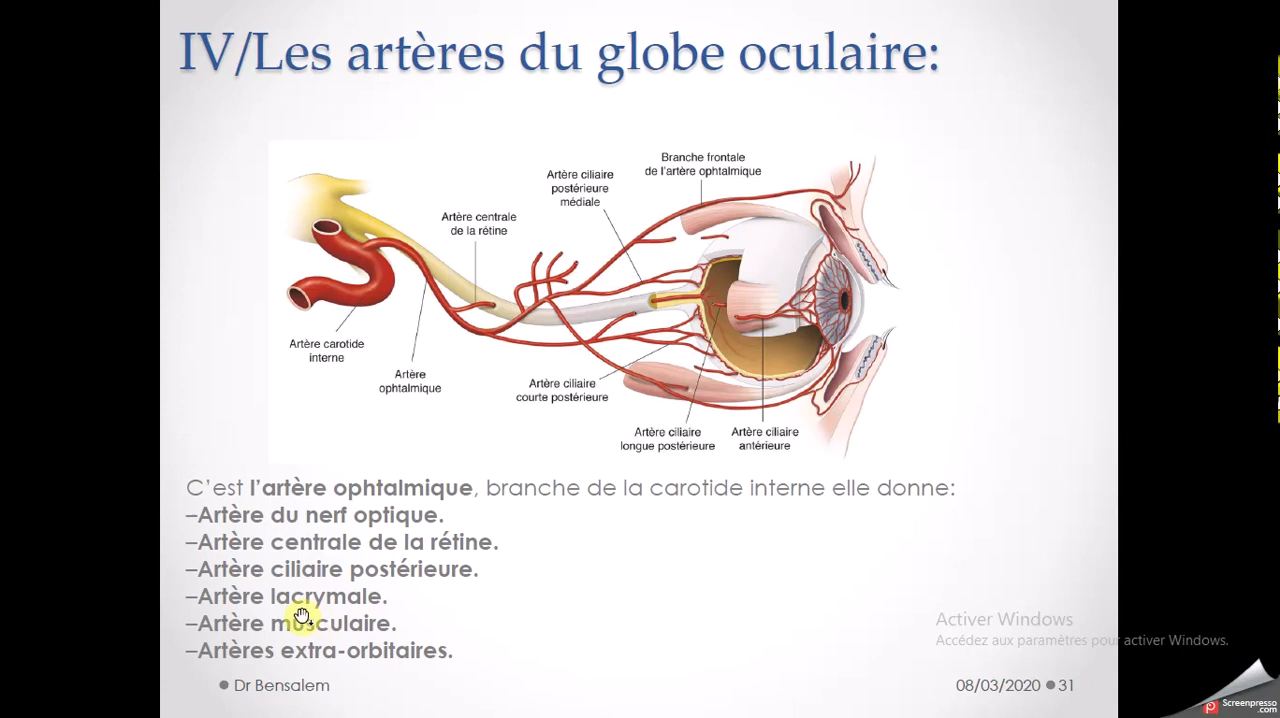 IV/Les artères du globe oculaire:
Branche frontale
de l'artère ophtalmique
Artère ciliaire
postérieure
médiale
Artère centrale
de la rétine
Artère carotide
interne
Artère
ophtalmique
Artère ciliaire
courte postérieure
Artère ciliaire
longue postérieure
Artère ciliaire
antérieure
C'est l'artère ophtalmique, branche de la carotide interne elle donne:
–Artère du nerf optique.
–Artère centrale de la rétine.
–Artère ciliaire postérieure.
–Artère lacrymale.
–Artère musculaire.
–Artères extra-orbitaires.
Activer Windows
Accédez aux paramètres pour activer Windows.
Dr Bensalem
08/03/2020
31
Screenpresso
.com